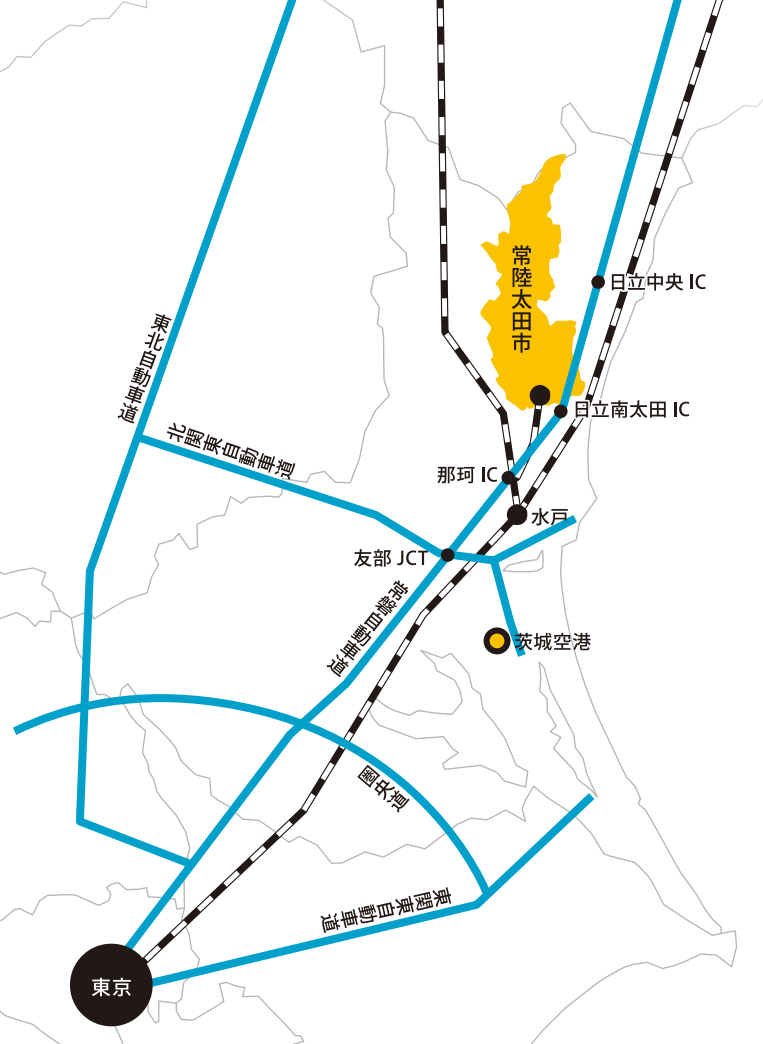 常陸太田市
日立中央 IC
東北自動車道
日立南太田 IC
北関東自動車道
那珂 IC
水戸
友部 JCT
常磐自動車道
茨城空港
圏央道
東関東自動車道
東京